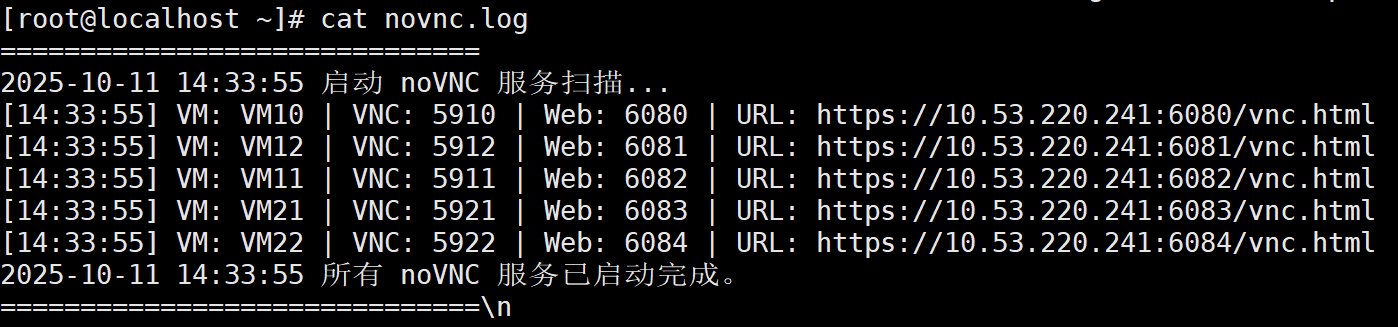 [root@localhost ~]# cat novnc.log
==============================
2025-10-11 14:33:55 启动 noVNC 服务扫描...
[14:33:55] VM: VM10 | VNC: 5910 | Web: 6080 | URL: https://10.53.220.241:6080/vnc.html
[14:33:55] VM: VM12 | VNC: 5912 | Web: 6081 | URL: https://10.53.220.241:6081/vnc.html
[14:33:55] VM: VM11 | VNC: 5911 | Web: 6082 | URL: https://10.53.220.241:6082/vnc.html
[14:33:55] VM: VM21 | VNC: 5921 | Web: 6083 | URL: https://10.53.220.241:6083/vnc.html
[14:33:55] VM: VM22 | VNC: 5922 | Web: 6084 | URL: https://10.53.220.241:6084/vnc.html
2025-10-11 14:33:55 所有 noVNC 服务已启动完成。
==============================\n